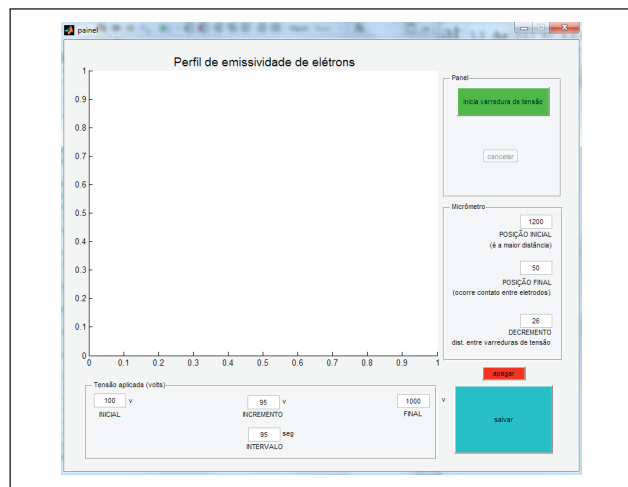 painel
Perfil de emissividade de elétrons
1
0.9
0.8
0.7
0.6
0.5
0.4
0.3
0.2
0.1
0
0 0.1 0.2 0.3 0.4 0.5 0.6 0.7 0.8 0.9 1
Panel
Inicia varredura de tensão
cancelar
Micrômetro
1200
POSIÇÃO INICIAL
(é a maior distância)
50
POSIÇÃO FINAL
(ocorre contato entre eletrodos)
26
DECREMENTO
dist. entre varreduras de tensão
apagar
salvar
Tensão aplicada (volts)
100 v
INICIAL
95 v
INCREMENTO
1000 v
FINAL
95 seg
INTERVALO